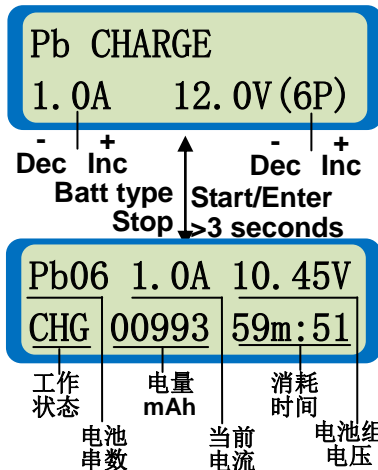 Pb CHARGE
1.0A 12.0V(6P)
- + - +
Dec Inc Dec Inc
Batt type Start/Enter
Stop >3 seconds
Pb06 1.0A 10.45V
CHG 00993 59m:51
工作 电量 消耗
状态 mAh 时间
电池 当前 电池组
串数 电流 电压